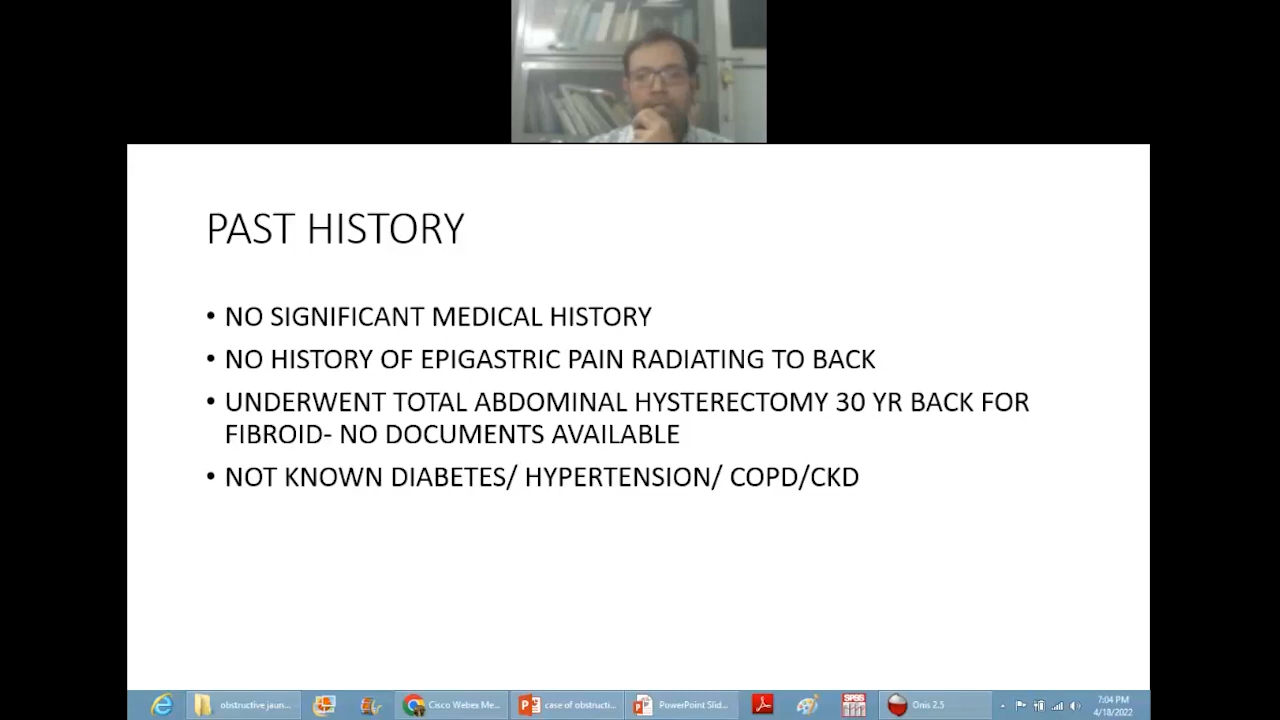 PAST HISTORY
• NO SIGNIFICANT MEDICAL HISTORY
• NO HISTORY OF EPIGASTRIC PAIN RADIATING TO BACK
• UNDERWENT TOTAL ABDOMINAL HYSTERECTOMY 30 YR BACK FOR
FIBROID- NO DOCUMENTS AVAILABLE
• NOT KNOWN DIABETES/ HYPERTENSION/ COPD/CKD
obstructive jaun... Cisco Webex Me... case of obstructi... PowerPoint Slid... SPSS Onis 2.5 7:04 PM
4/18/2022